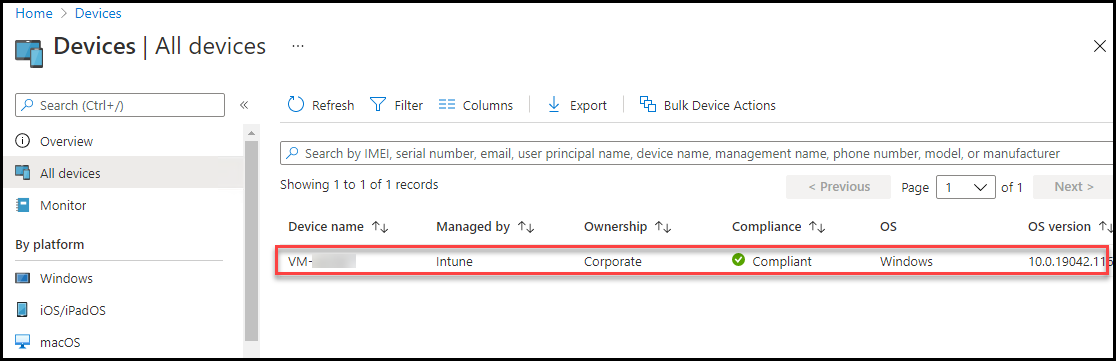 Home > Devices
Devices | All devices ...
Search (Ctrl+/)
«
Refresh Filter Columns Export Bulk Device Actions
Overview
All devices
Monitor
By platform
Windows
iOS/iPadOS
macOS
Search by IMEI, serial number, email, user principal name, device name, management name, phone number, model, or manufacturer
Showing 1 to 1 of 1 records
< Previous Page 1 of 1 Next >
Device name Managed by Ownership Compliance OS OS version
VM- Intune Corporate Compliant Windows 10.0.19042.11